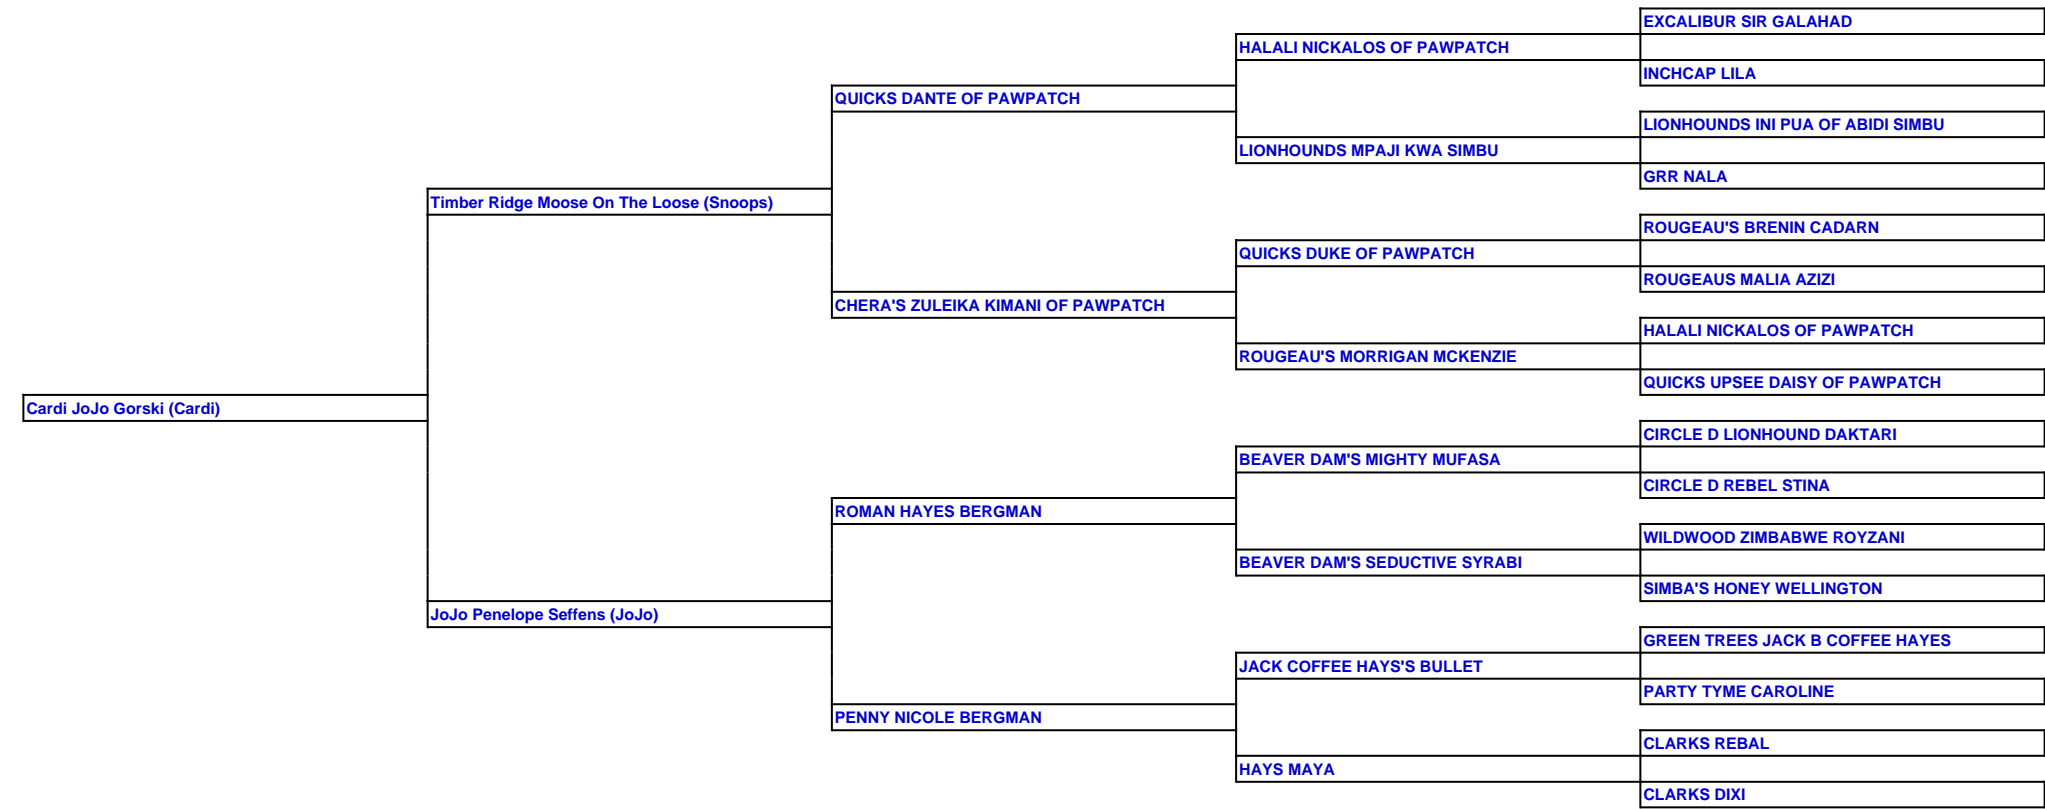 EXCALIBUR SIR GALAHAD
HALALI NICKALOS OF PAWPATCH
INCHCAP LILA
QUICKS DANTE OF PAWPATCH
LIONHOUNDS INI PUA OF ABIDI SIMBU
LIONHOUNDS MPAJI KWA SIMBU
GRR NALA
Timber Ridge Moose On The Loose (Snoops)
ROUGEAU'S BRENIN CADARN
QUICKS DUKE OF PAWPATCH
ROUGEAUS MALIA AZIZI
CHERA'S ZULEIKA KIMANI OF PAWPATCH
HALALI NICKALOS OF PAWPATCH
ROUGEAU'S MORRIGAN MCKENZIE
QUICKS UPSEE DAISY OF PAWPATCH
Cardi JoJo Gorski (Cardi)
CIRCLE D LIONHOUND DAKTARI
BEAVER DAM'S MIGHTY MUFASA
CIRCLE D REBEL STINA
ROMAN HAYES BERGMAN
WILDWOOD ZIMBABWE ROYZANI
BEAVER DAM'S SEDUCTIVE SYRABI
SIMBA'S HONEY WELLINGTON
JoJo Penelope Seffens (JoJo)
GREEN TREES JACK B COFFEE HAYES
JACK COFFEE HAYS'S BULLET
PARTY TYME CAROLINE
PENNY NICOLE BERGMAN
CLARKS REBAL
HAYS MAYA
CLARKS DIXI